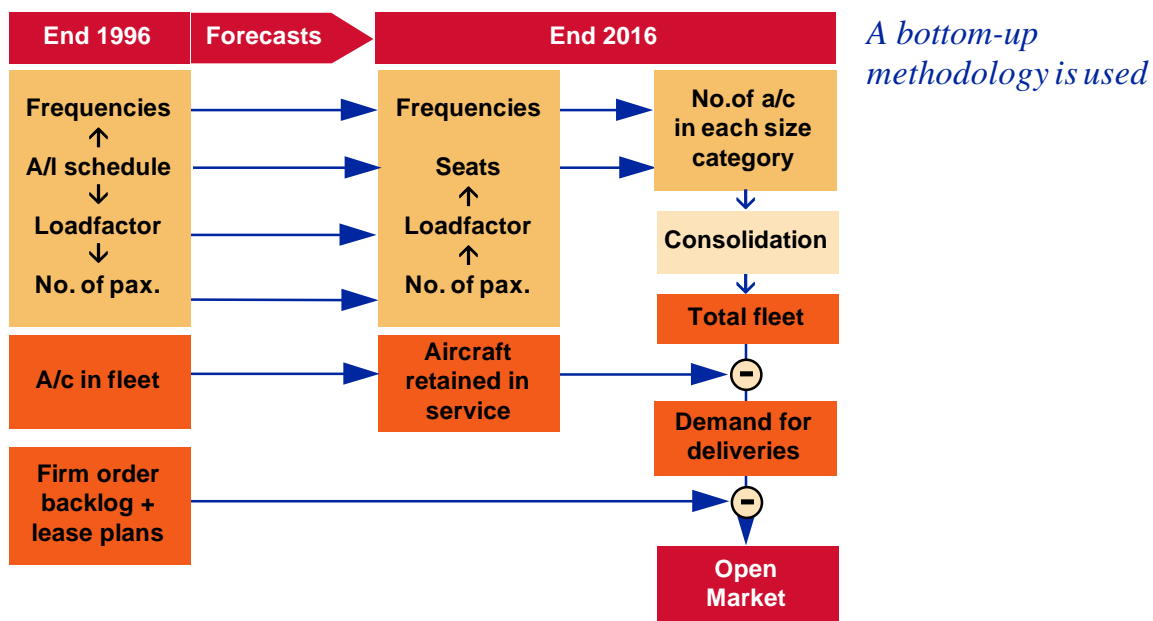 End 1996
Forecasts
End 2016
A bottom-up
methodology is used
Frequencies
A/l schedule
Loadfactor
No. of pax.
Frequencies
Seats
Loadfactor
No. of pax.
No.of a/c
in each size
category
Consolidation
Total fleet
A/c in fleet
Aircraft
retained in
service
–
Demand for
deliveries
Firm order
backlog +
lease plans
–
Open
Market